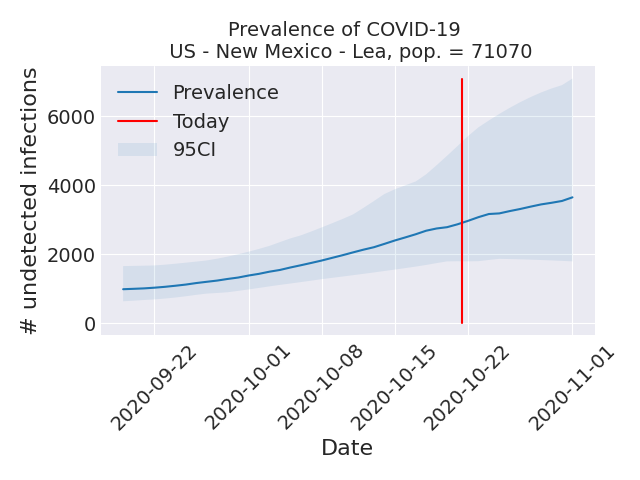 Prevalence of COVID-19
US - New Mexico - Lea, pop. = 71070
Prevalence
Today
95CI
# undetected infections
6000
4000
2000
0
2020-09-22
2020-10-01
2020-10-08
2020-10-15
2020-10-22
2020-11-01
Date